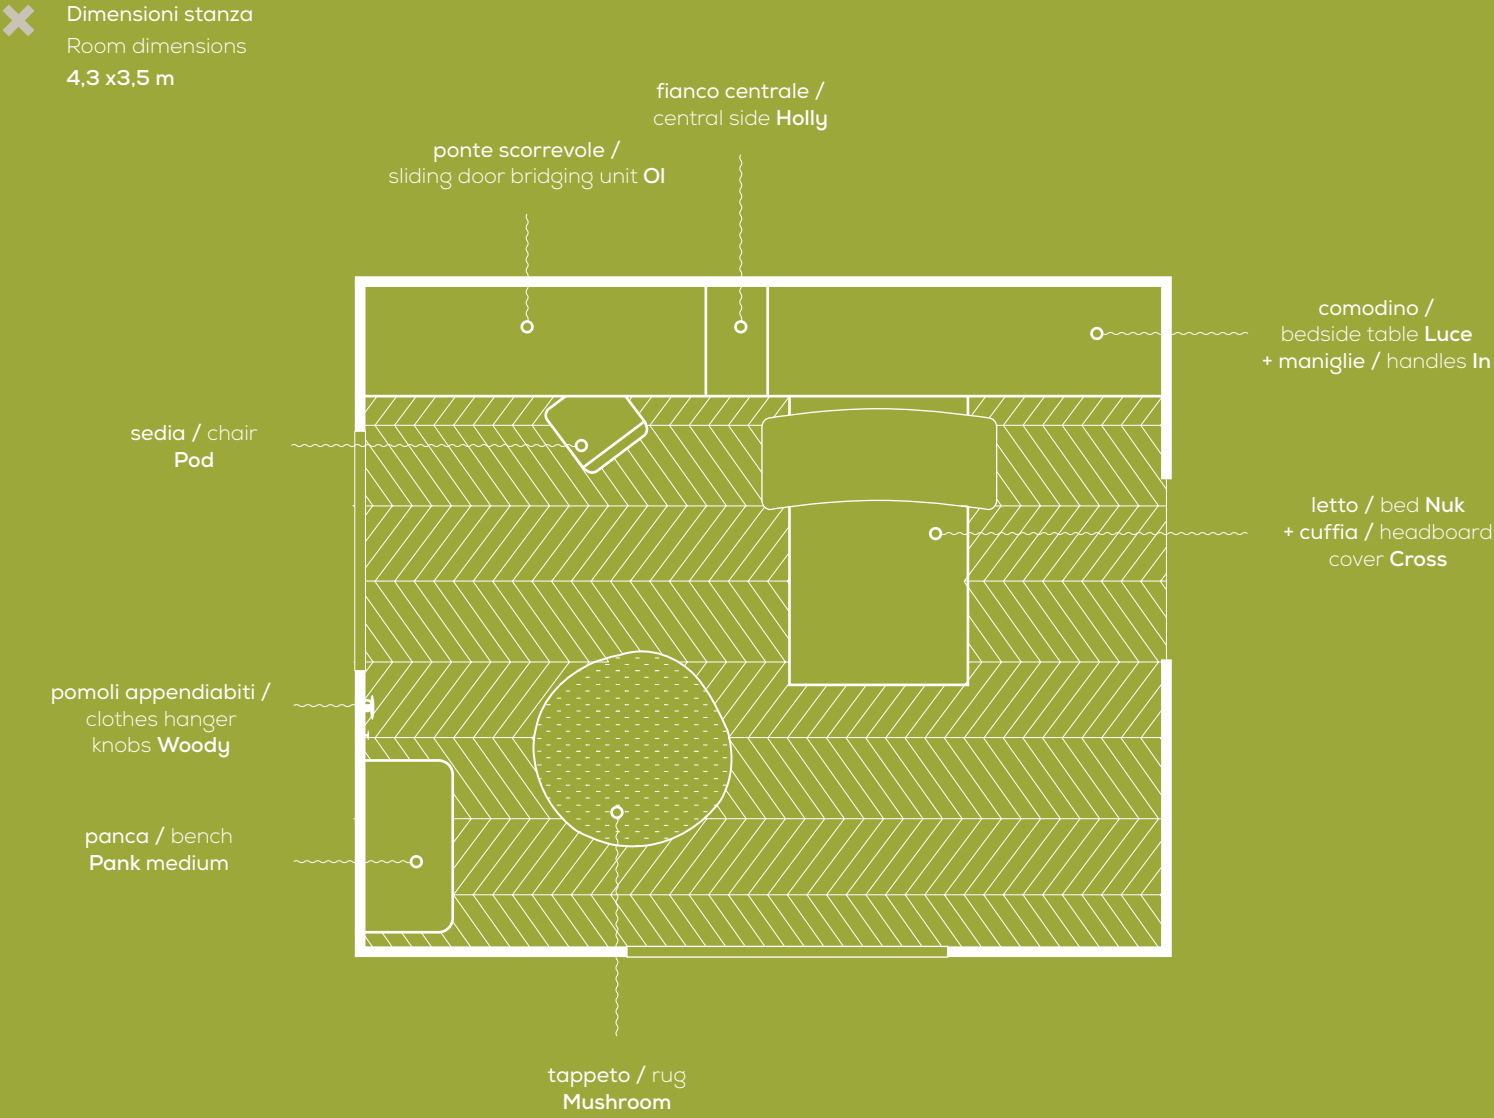 Dimensioni stanza
Room dimensions
4,3 x3,5 m
fianco centrale /
central side Holly
ponte scorrevole /
sliding door bridging unit Ol
comodino /
bedside table Luce
+ maniglie / handles In
sedia / chair
Pod
letto / bed Nuk
+ cuffia / headboard
cover Cross
pomoli appendiabiti /
clothes hanger
knobs Woody
panca / bench
Pank medium
tappeto / rug
Mushroom